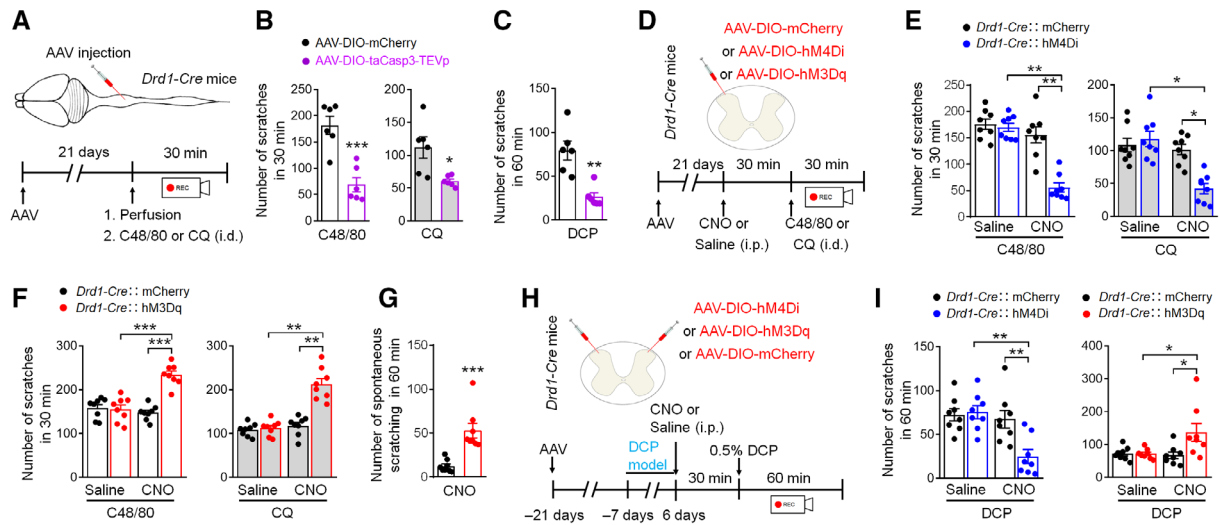 A
AAV injection
Drd1-Cre mice
21 days
30 min
REC
AAV
1. Perfusion
2. C48/80 or CQ (i.d.)
B
AAV-DIO-mCherry
AAV-DIO-taCasp3-TEVp
Number of scratches
in 30 min
250
200
150
100
50
0
***
C48/80
200
150
100
50
0
*
CQ
C
Number of scratches
in 60 min
150
100
50
0
**
DCP
D
Drd1-Cre mice
AAV-DIO-mCherry
or AAV-DIO-hM4Di
or AAV-DIO-hM3Dq
21 days
30 min
30 min
REC
AAV
CNO or
Saline (i.p.)
C48/80 or
CQ (i.d.)
E
Drd1-Cre:: mCherry
Drd1-Cre:: hM4Di
Number of scratches
in 30 min
250
200
150
100
50
0
**
**
Saline
CNO
C48/80
200
150
100
50
0
*
*
Saline
CNO
CQ
F
Drd1-Cre:: mCherry
Drd1-Cre:: hM3Dq
Number of scratches
in 30 min
300
200
100
0
***
***
Saline
CNO
C48/80
300
200
100
0
**
**
Saline
CNO
CQ
G
Number of spontaneous
scratching in 60 min
150
100
50
0
***
CNO
H
Drd1-Cre mice
AAV-DIO-hM4Di
or AAV-DIO-hM3Dq
or AAV-DIO-mCherry
CNO or
Saline (i.p.)
AAV
DCP
model
0.5% DCP
30 min
60 min
REC
–21 days
–7 days
6 days
I
Drd1-Cre:: mCherry
Drd1-Cre:: hM4Di
Number of scratches
in 60 min
150
100
50
0
**
**
Saline
CNO
DCP
Drd1-Cre:: mCherry
Drd1-Cre:: hM3Dq
400
300
200
100
0
*
*
Saline
CNO
DCP